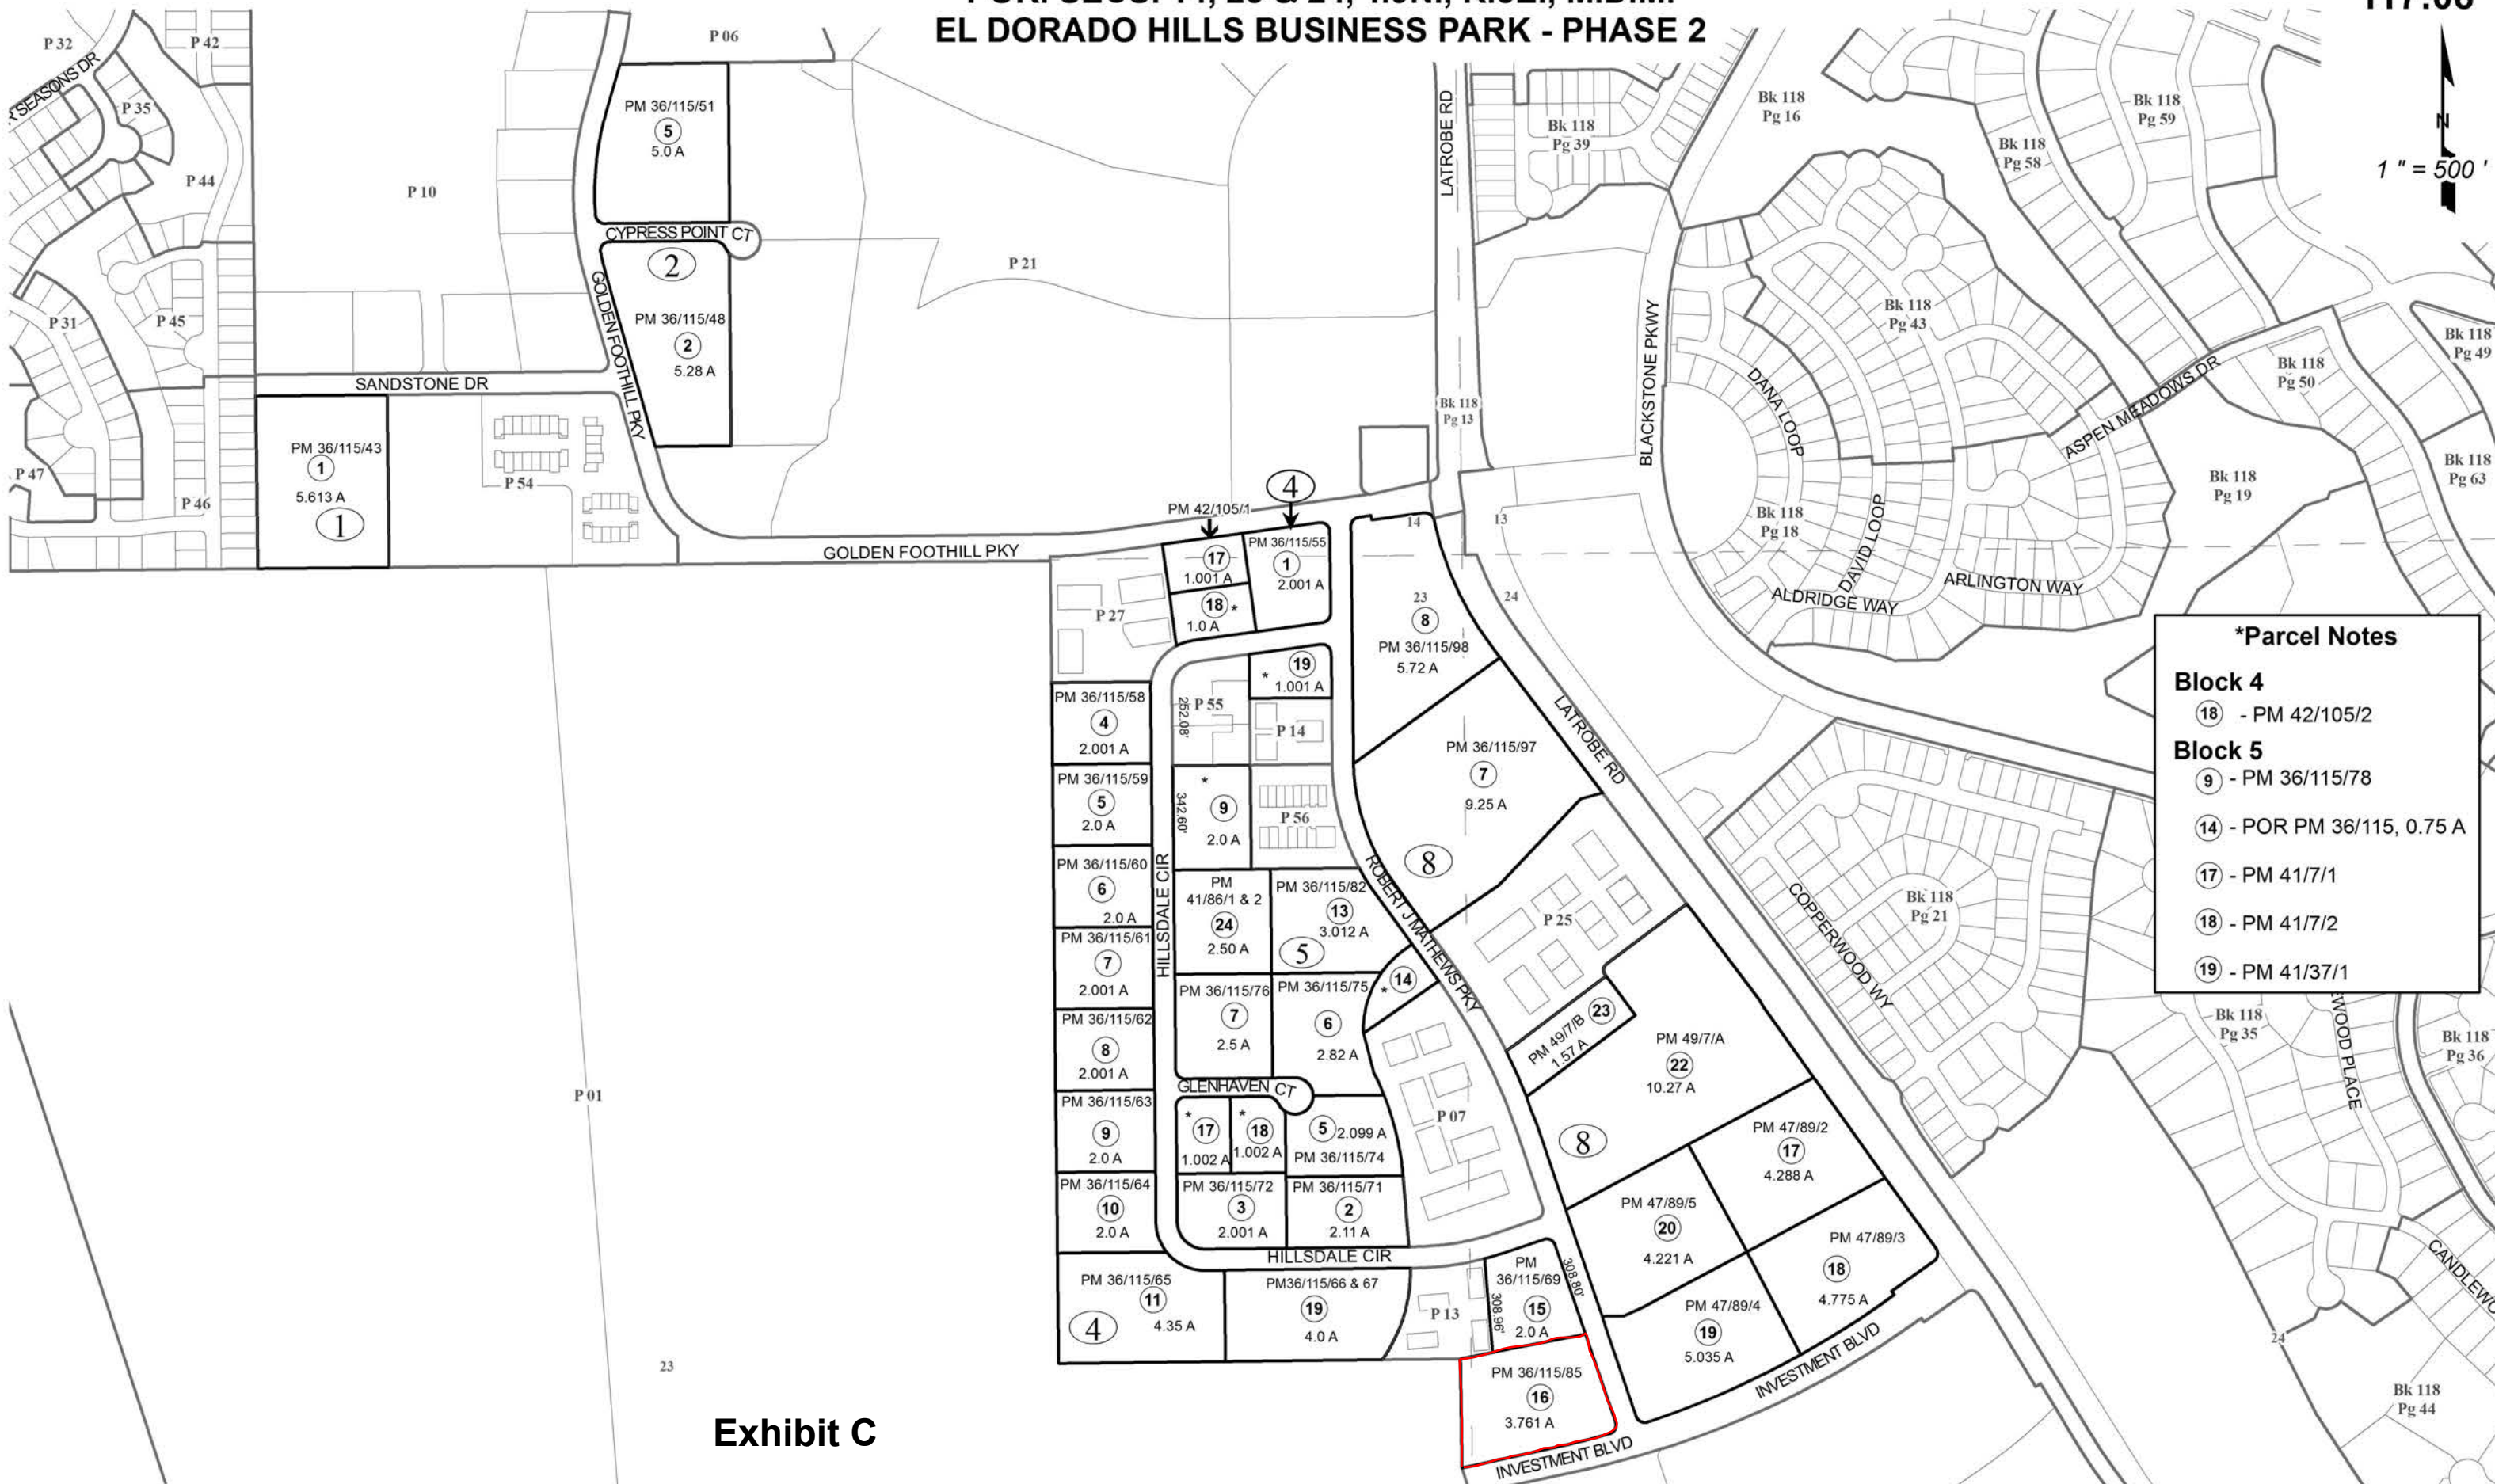 EL DORADO HILLS BUSINESS PARK - PHASE 2
N
1 " = 500 '
P 32
P 42
P 06
P 35
P 44
P 10
PM 36/115/51
5
5.0 A
CYPRESS POINT CT
2
GOLDEN FOOTHILL PKY
PM 36/115/48
2
5.28 A
P 21
P 31
P 45
SANDSTONE DR
P 47
P 46
PM 36/115/43
1
5.613 A
1
P 54
GOLDEN FOOTHILL PKY
LATROBE RD
Bk 118
Pg 39
Bk 118
Pg 16
Bk 118
Pg 58
Bk 118
Pg 59
Bk 118
Pg 13
BLACKSTONE PKWY
Bk 118
Pg 43
DANA LOOP
Bk 118
Pg 49
Bk 118
Pg 50
ASPEN MEADOWS DR
Bk 118
Pg 63
Bk 118
Pg 19
Bk 118
Pg 18
DAVID LOOP
ALDRIDGE WAY
ARLINGTON WAY
PM 42/105/1
4
17
1.001 A
18 *
1.0 A
PM 36/115/55
1
2.001 A
14
13
23
24
8
PM 36/115/98
5.72 A
P 27
19
*
1.001 A
P 55
P 14
252.08'
PM 36/115/58
4
2.001 A
PM 36/115/59
5
2.0 A
342.60'
*
9
2.0 A
P 56
PM 36/115/97
7
9.25 A
8
LATROBE RD
ROBERT J MATHEWS PKY
PM 36/115/60
6
2.0 A
HILLSDALE CIR
PM
41/86/1 & 2
24
2.50 A
PM 36/115/82
13
3.012 A
5
P 25
PM 36/115/61
7
2.001 A
PM 36/115/76
7
2.5 A
PM 36/115/75
6
2.82 A
* 14
PM 36/115/62
8
2.001 A
GLENHAVEN CT
PM 49/7/B 23
1.57 A
PM 49/7/A
22
10.27 A
COPPERWOOD WY
Bk 118
Pg 21
PM 36/115/63
9
2.0 A
*
17
1.002 A
*
18
1.002 A
5 2.099 A
PM 36/115/74
P 07
8
PM 47/89/2
17
4.288 A
PM 36/115/64
10
2.0 A
PM 36/115/72
3
2.001 A
PM 36/115/71
2
2.11 A
PM 47/89/5
20
4.221 A
PM 47/89/3
18
4.775 A
HILLSDALE CIR
PM 36/115/65
11
4.35 A
4
PM36/115/66 & 67
19
4.0 A
P 13
PM
36/115/69
15
2.0 A
308.96'
308.80'
PM 47/89/4
19
5.035 A
INVESTMENT BLVD
PM 36/115/85
16
3.761 A
INVESTMENT BLVD
P 01
23
Exhibit C
*Parcel Notes
Block 4
18 - PM 42/105/2
Block 5
9 - PM 36/115/78
14 - POR PM 36/115, 0.75 A
17 - PM 41/7/1
18 - PM 41/7/2
19 - PM 41/37/1
Bk 118
Pg 35
Bk 118
Pg 36
24
Bk 118
Pg 44